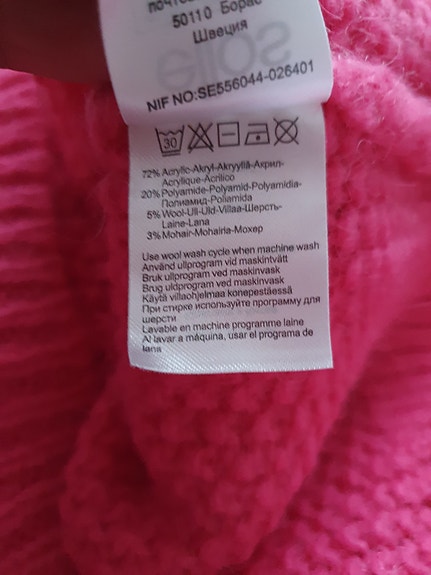 50110 Борас
Швеция
NIF NO:SE556044-026401
30
72% Acrylic-Akryl-Akryyliä-Акрил-
Acrylique-Acrílico
20% Polyamide-Polyamid-Polyamidia-
Полиамид-Poliamida
5% Wool-Ull-Uld-Villaa-Шерсть-
Laine-Lana
3% Mohair-Mohairia-Мохер
Use wool wash cycle when machine wash
Använd ullprogram vid maskintvätt
Bruk ullprogram ved maskinvask
Brug uldprogram ved maskinvask
Käytä villaohjelmaa konepestäessä
При стирке используйте программу для
шерсти
Lavable en machine programme laine
Al lavar a máquina, usar el programa de
lana